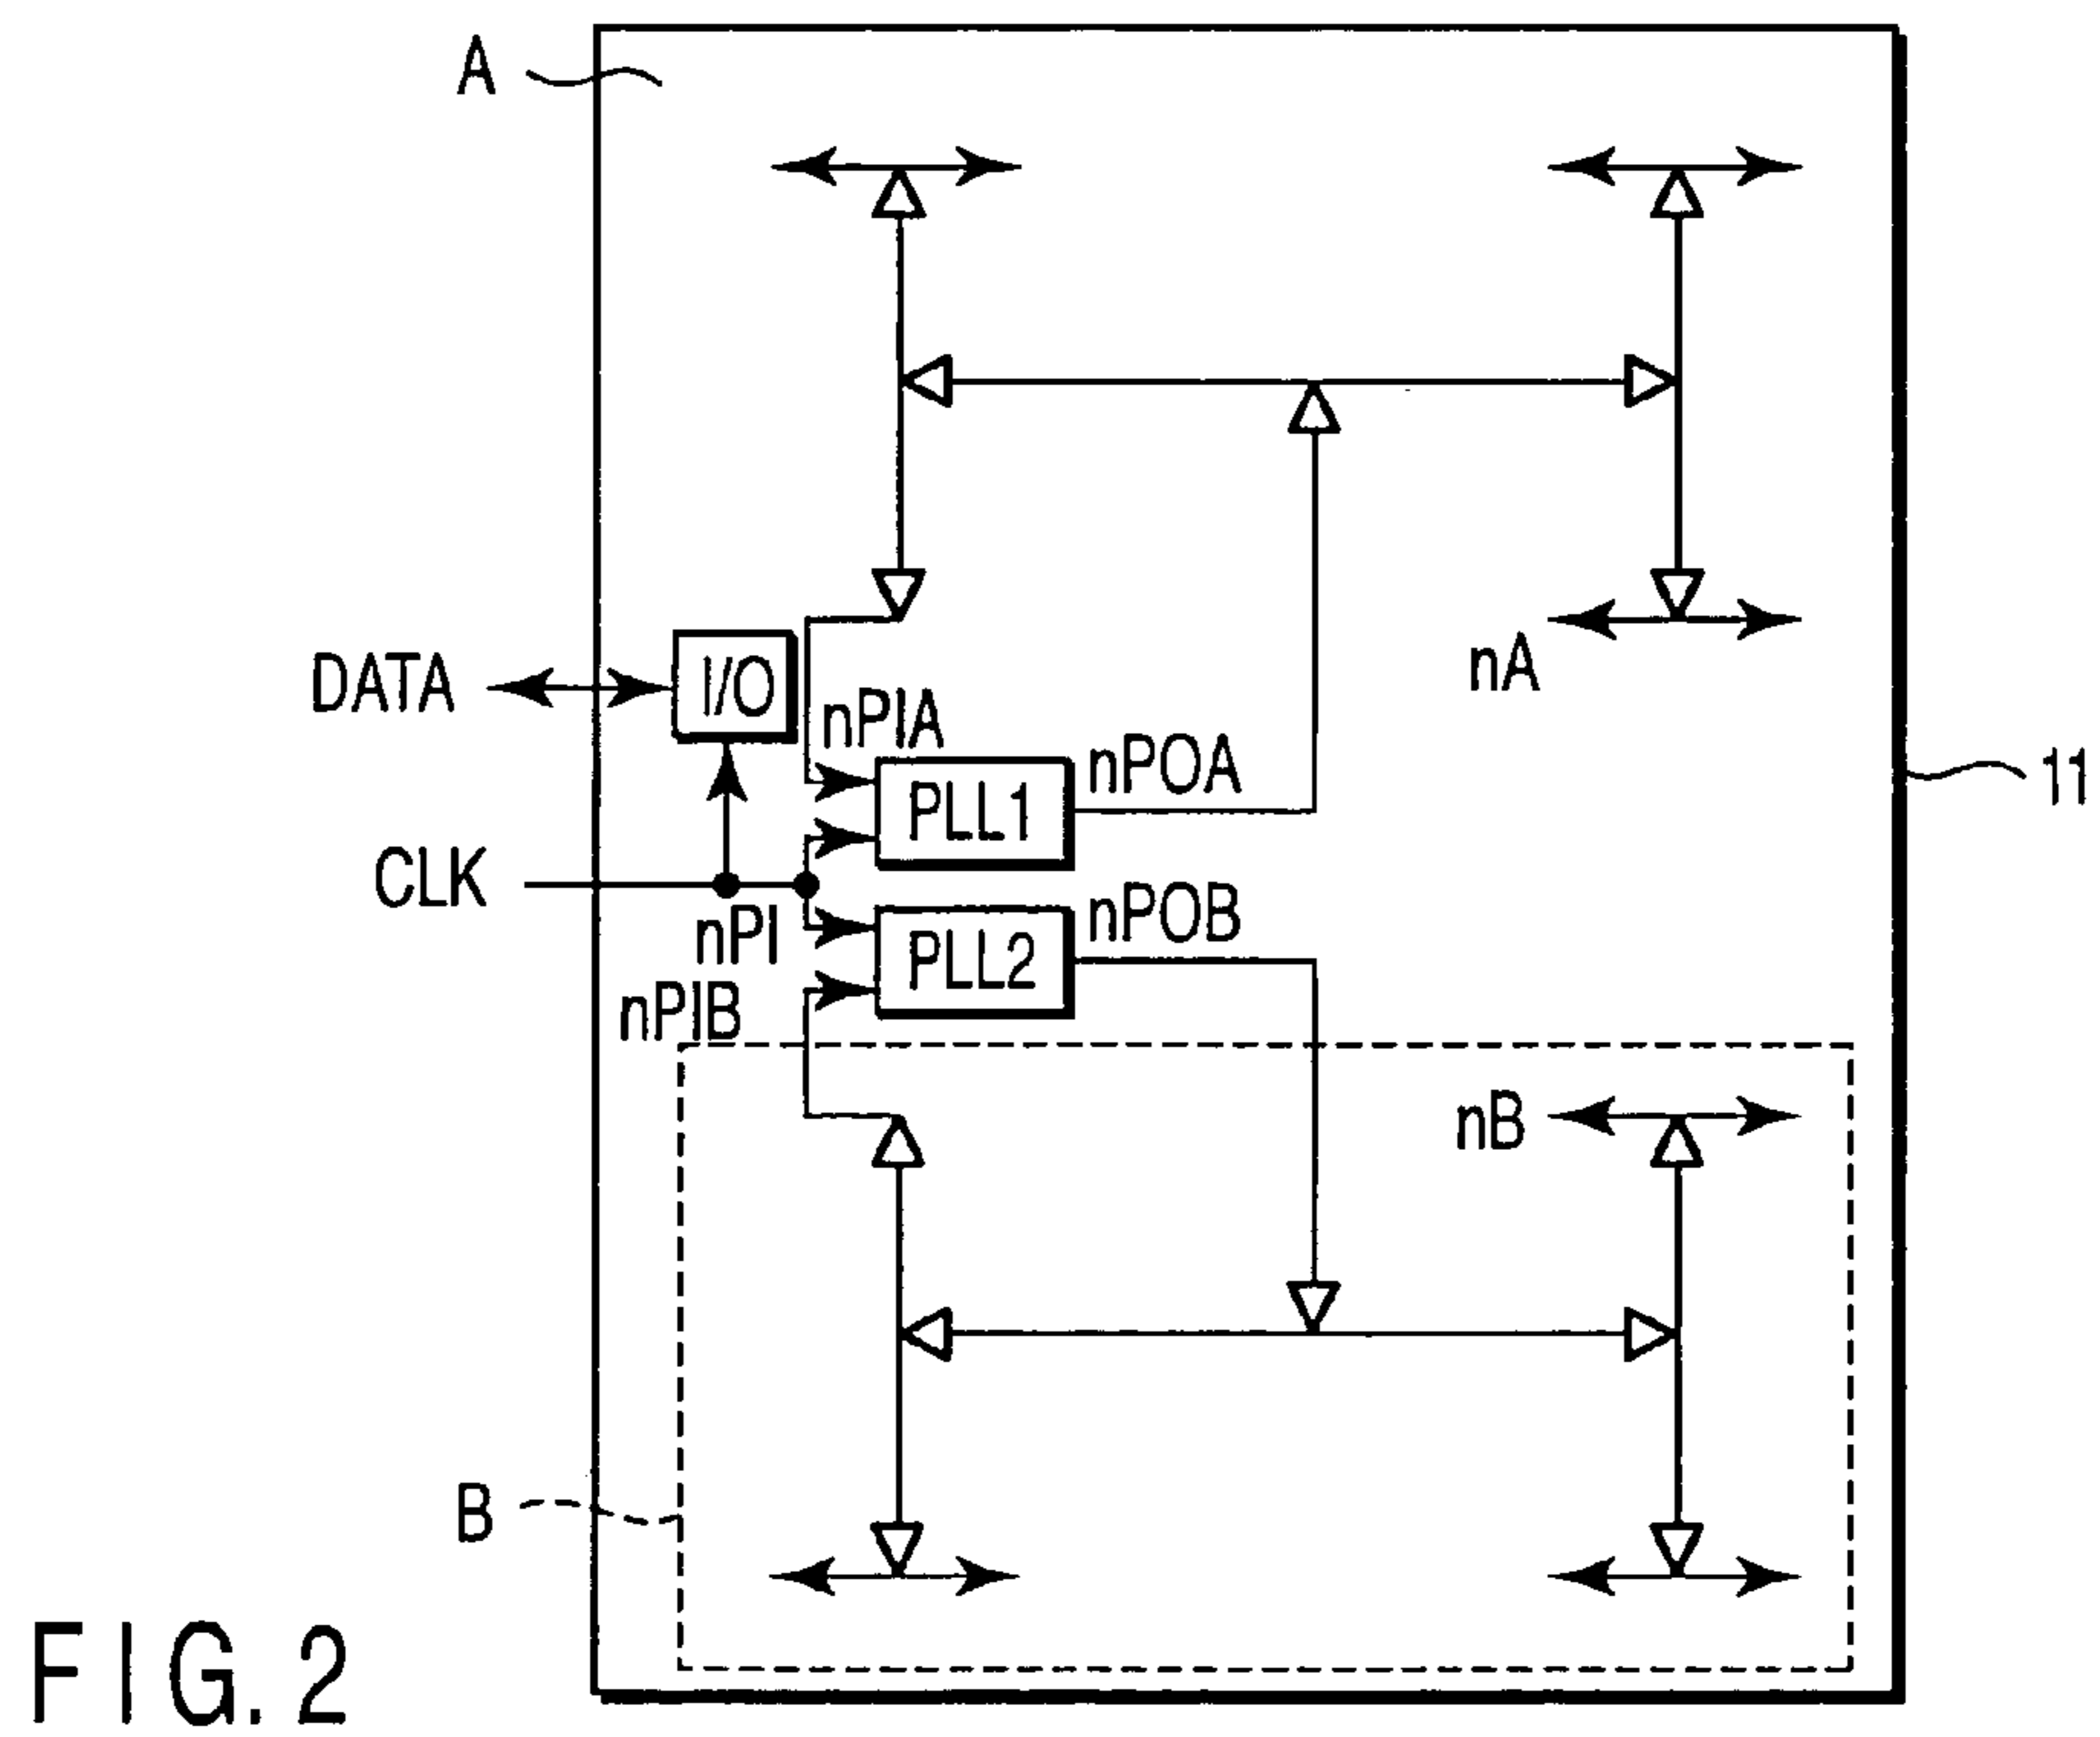 A
DATA
I/O
nA
nPIA
nPOA
11
PLL1
CLK
nPI
nPOB
PLL2
nPIB
nB
B
FIG. 2